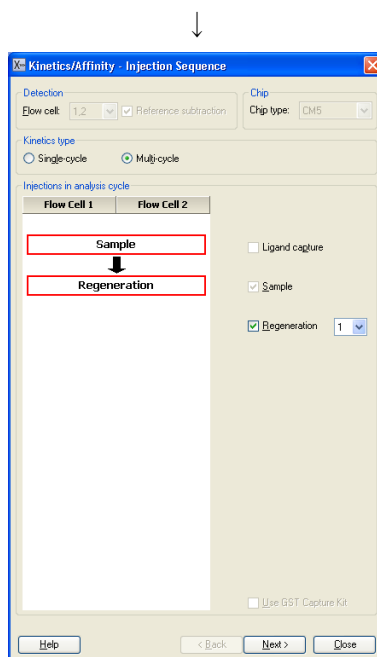 Kinetics/Affinity - Injection Sequence
Detection
Flow cell: 1,2 Reference subtraction
Chip
Chip type: CM5
Kinetics type
Single-cycle Multi-cycle
Injections in analysis cycle
Flow Cell 1 Flow Cell 2
Sample
Regeneration
Ligand capture
Sample
Regeneration 1
Use GST Capture Kit
Help < Back Next > Close